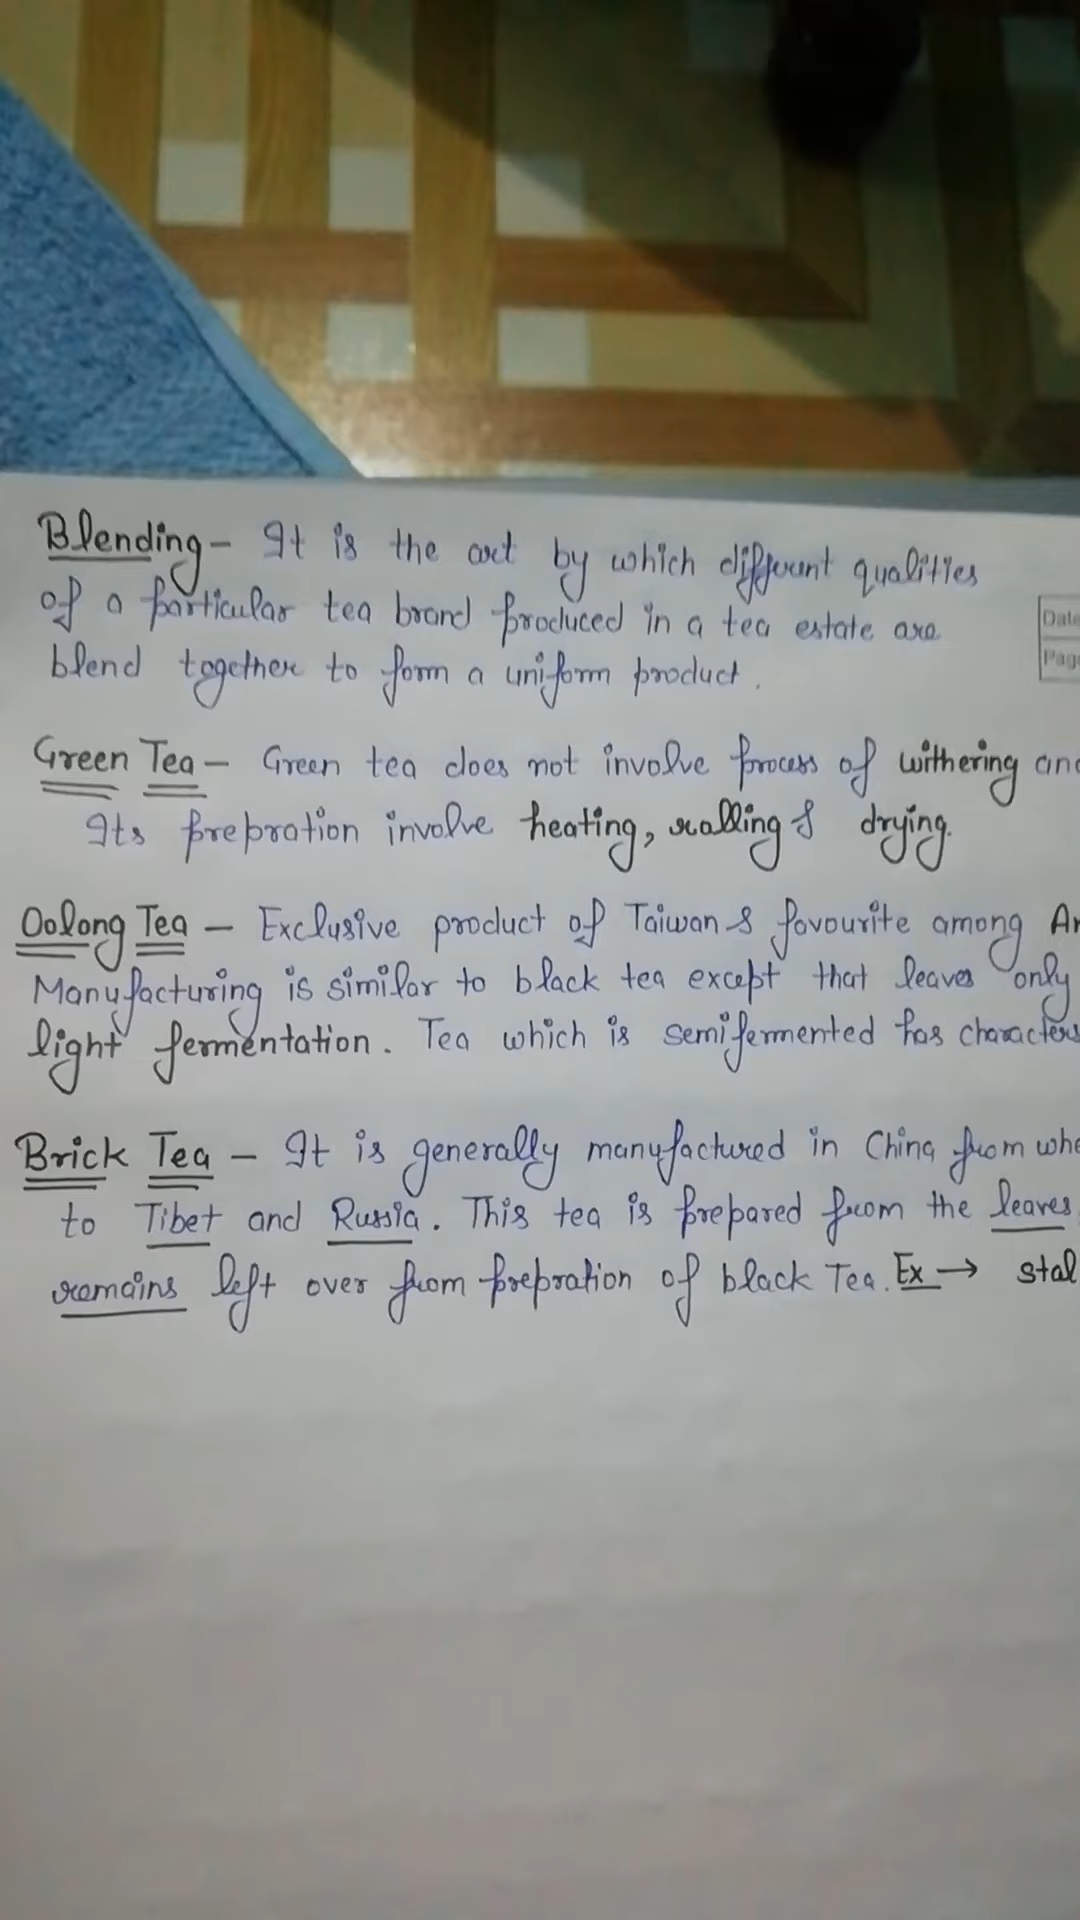 Blending - It is the art by which different qualities
of a particular tea brand produced in a tea estate are
blend together to form a uniform product.
Date
Page
Green Tea - Green tea does not involve process of withering and
Its prepration involve heating, rolling & drying.
Oolong Tea - Exclusive product of Taiwan & favourite among
Manufacturing is similar to black tea except that leaves only
light fermentation. Tea which is semifermented has characters
Brick Tea - It is generally manufactured in China from
to Tibet and Russia. This tea is prepared from the leaves
remains left over from prepration of black Tea. Ex →